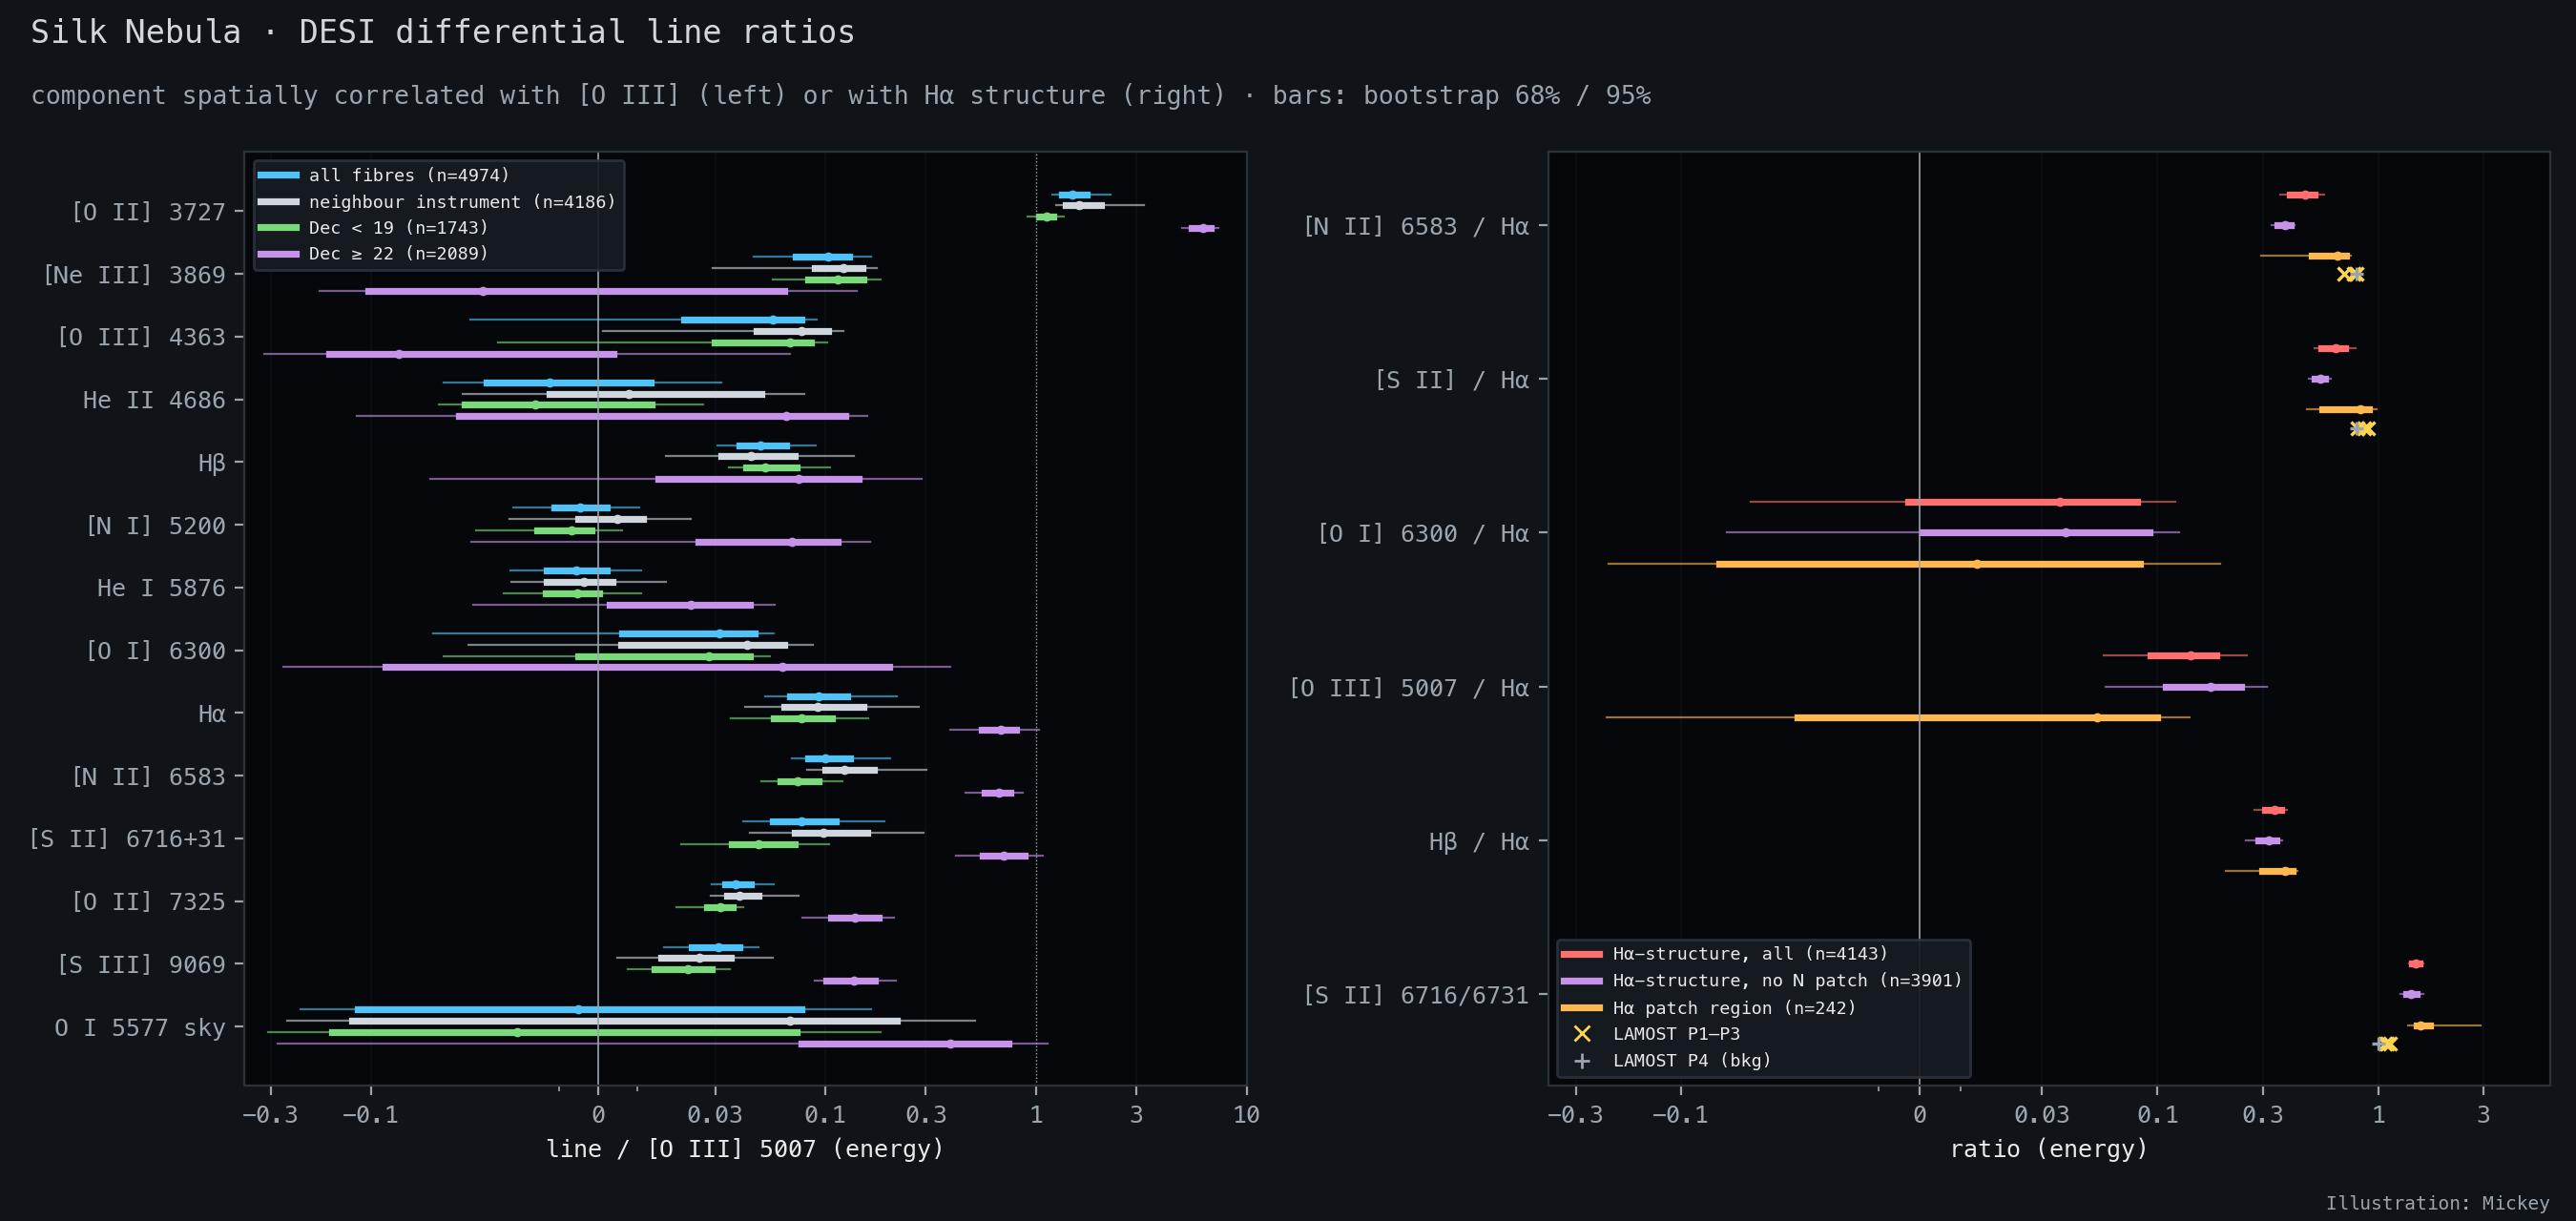 Silk Nebula · DESI differential line ratios
component spatially correlated with [O III] (left) or with Hα structure (right) · bars: bootstrap 68% / 95%
all fibres (n=4974)
neighbour instrument (n=4186)
Dec < 19 (n=1743)
Dec ≥ 22 (n=2089)
[O II] 3727
[Ne III] 3869
[O III] 4363
He II 4686
Hβ
[N I] 5200
He I 5876
[O I] 6300
Hα
[N II] 6583
[S II] 6716+31
[O II] 7325
[S III] 9069
O I 5577 sky
−0.3 −0.1 0 0.03 0.1 0.3 1 3 10
line / [O III] 5007 (energy)
[N II] 6583 / Hα
[S II] / Hα
[O I] 6300 / Hα
[O III] 5007 / Hα
Hβ / Hα
[S II] 6716/6731
Hα−structure, all (n=4143)
Hα−structure, no N patch (n=3901)
Hα patch region (n=242)
LAMOST P1–P3
LAMOST P4 (bkg)
−0.3 −0.1 0 0.03 0.1 0.3 1 3
ratio (energy)
Illustration: Mickey